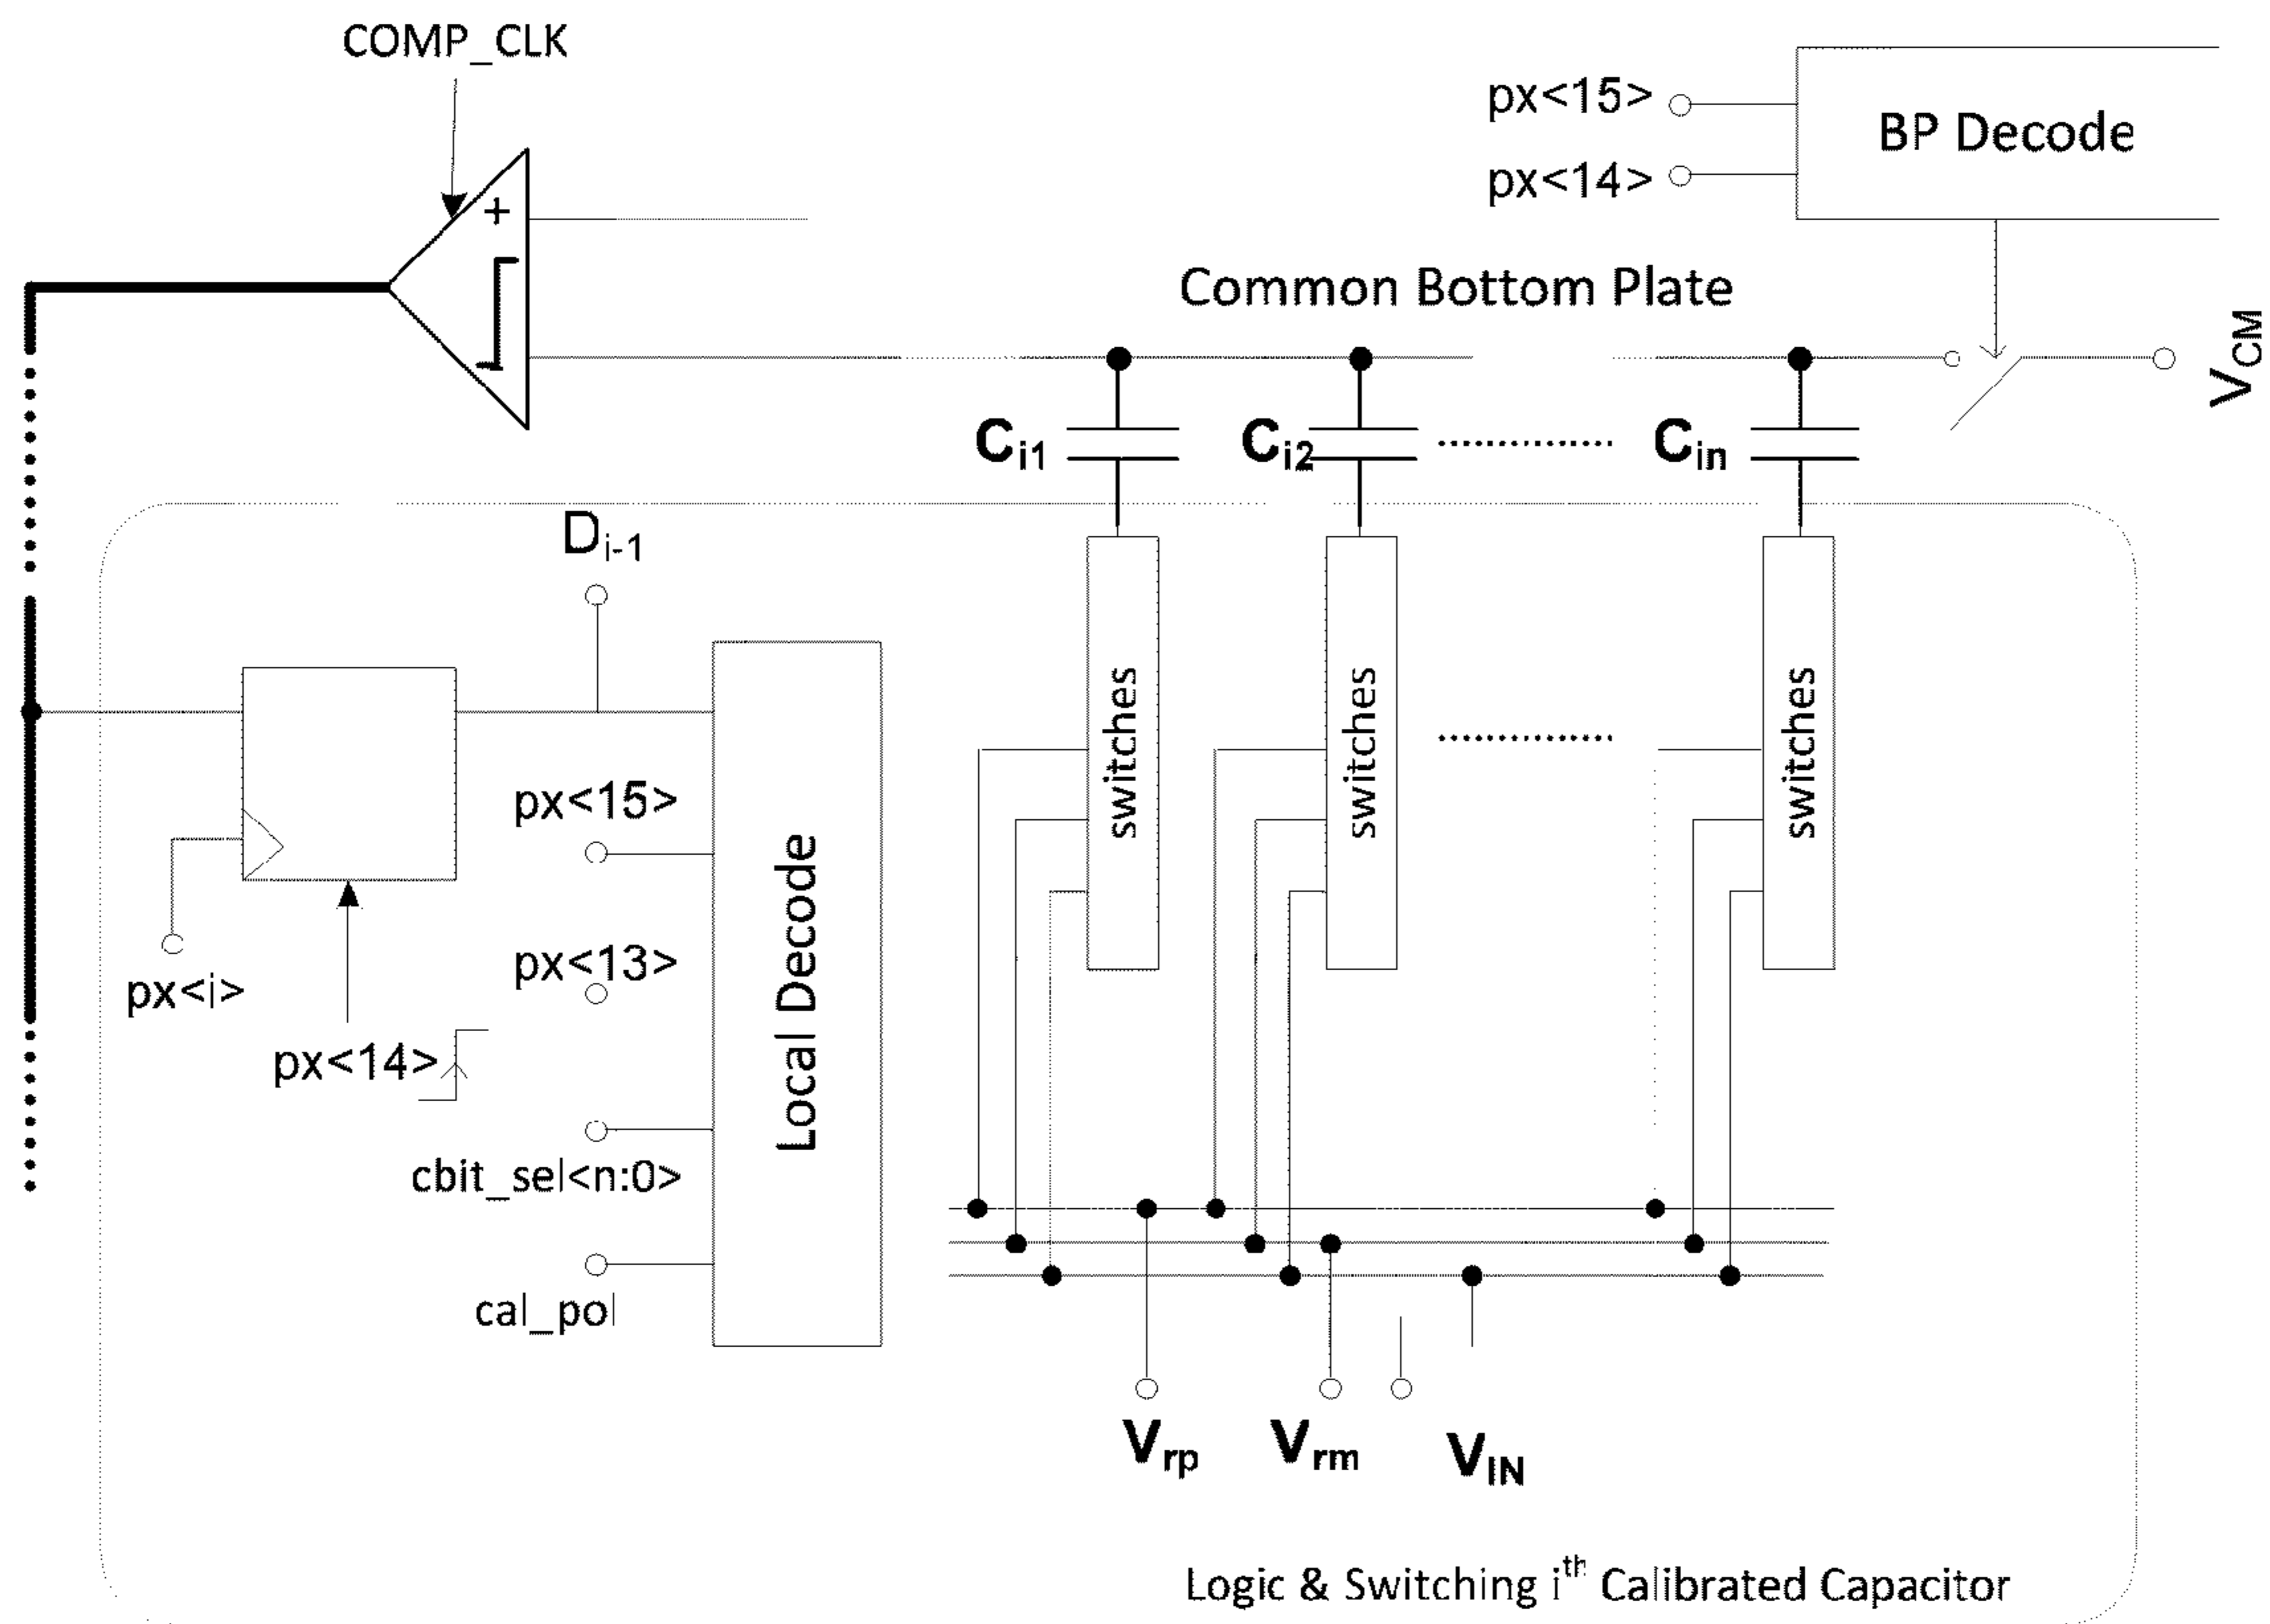 COMP_CLK
px<15>
px<14>
BP Decode
+
Common Bottom Plate
V_CM
C_i1
C_i2
C_in
D_i-1
switches
switches
switches
px<15>
px<13>
px<i>
px<14>
Local Decode
cbit_sel<n:0>
cal_pol
V_rp
V_rm
V_IN
Logic & Switching i^th Calibrated Capacitor